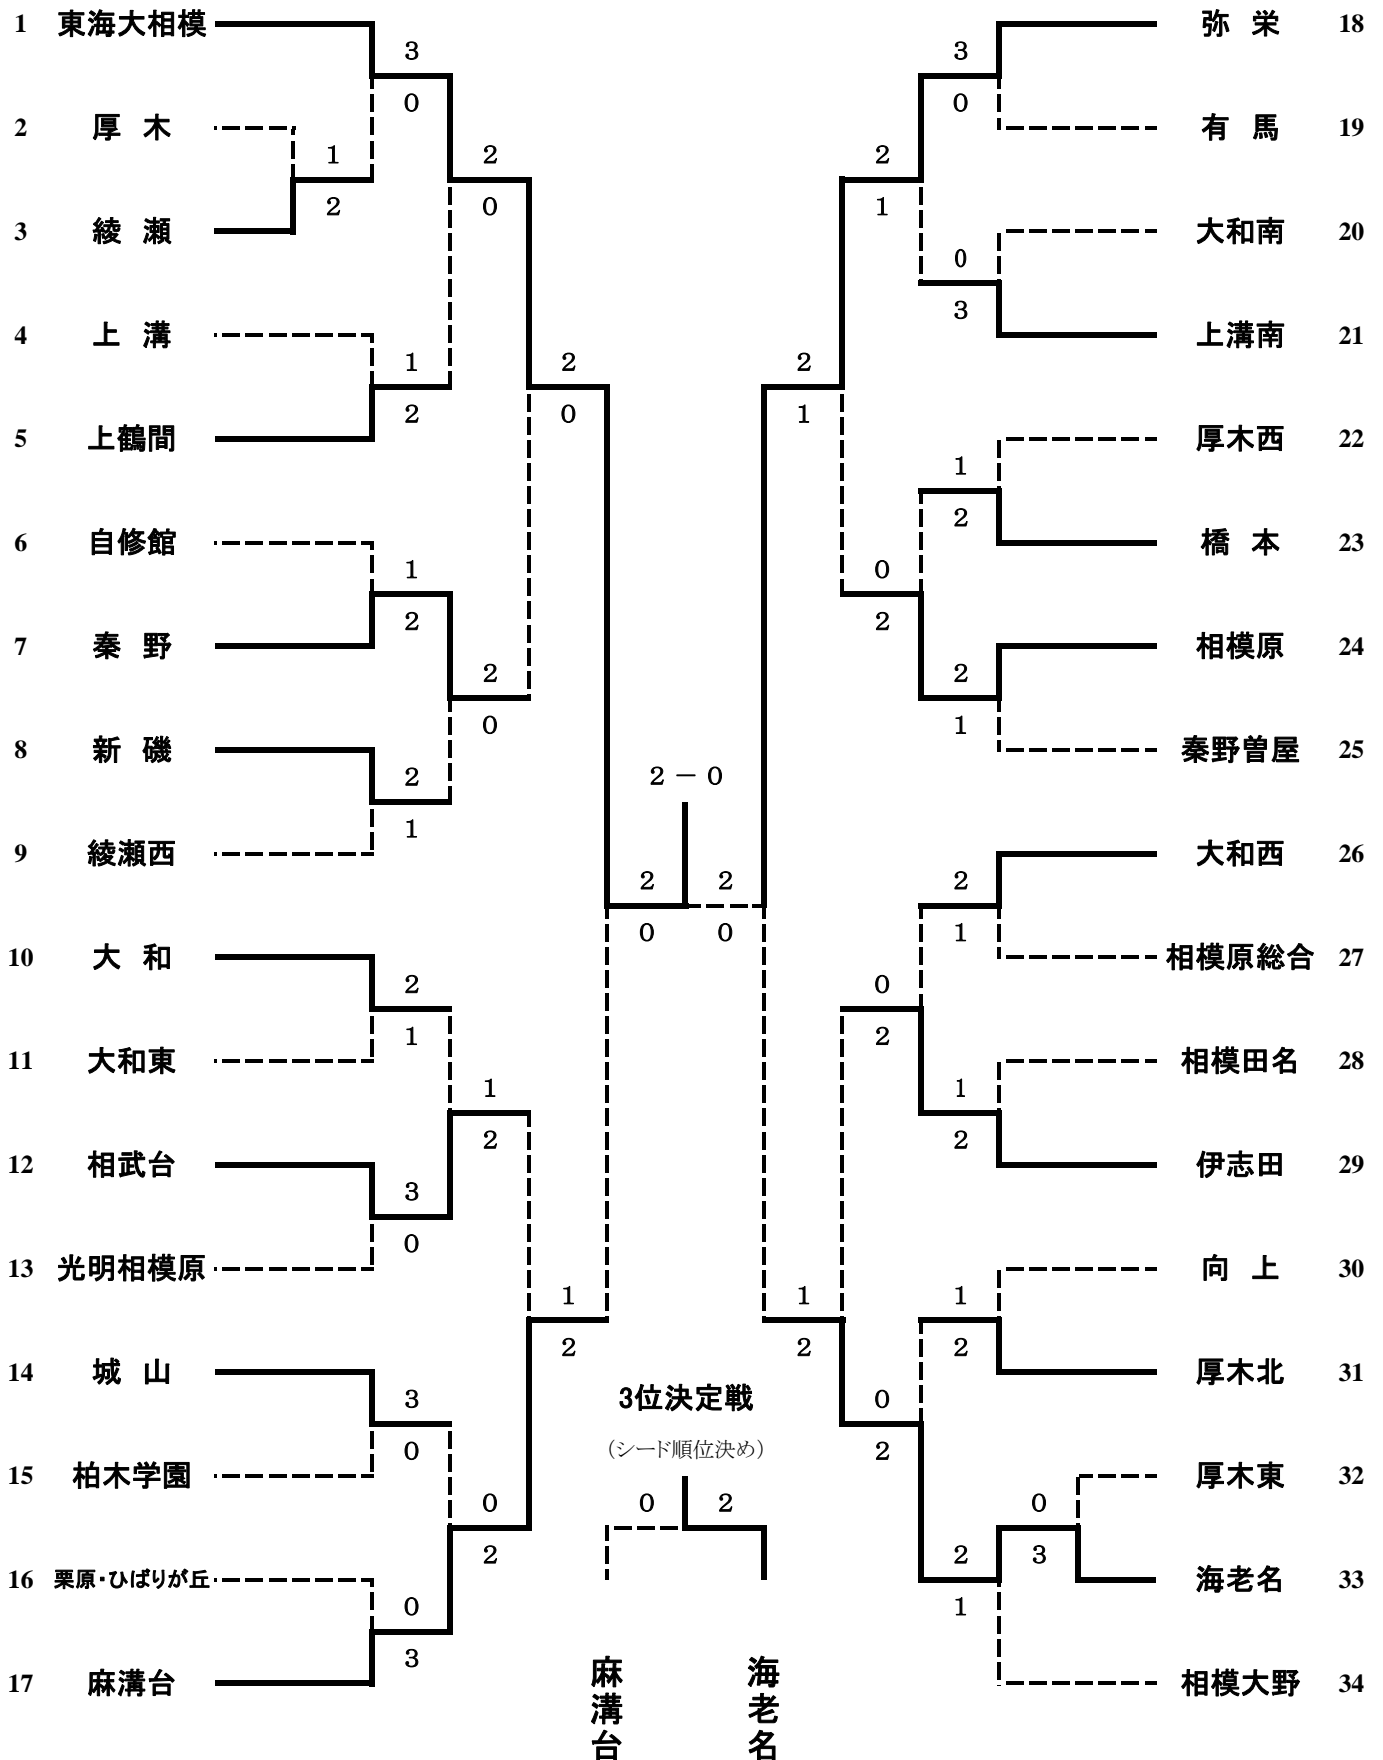 1 東海大相模
2 厚 木
3 綾 瀬
4 上 溝
5 上鶴間
6 自修館
7 秦 野
8 新 磯
9 綾瀬西
10 大 和
11 大和東
12 相武台
13 光明相模原
14 城 山
15 柏木学園
16 栗原・ひばりが丘
17 麻溝台
3
0
1
2
2
0
1
2
2
0
1
2
2
0
2
1
2
1
1
2
3
0
1
2
3
0
0
2
0
3
2－0
2
0
2
0
3位決定戦
（シード順位決め）
0 2
麻溝台
海老名
3
0
2
1
0
3
2
1
1
2
0
2
2
1
2
1
0
2
1
2
1
2
1
2
0
2
0
3
2
1
弥 栄 18
有 馬 19
大和南 20
上溝南 21
厚木西 22
橋 本 23
相模原 24
秦野曽屋 25
大和西 26
相模原総合 27
相模田名 28
伊志田 29
向 上 30
厚木北 31
厚木東 32
海老名 33
相模大野 34